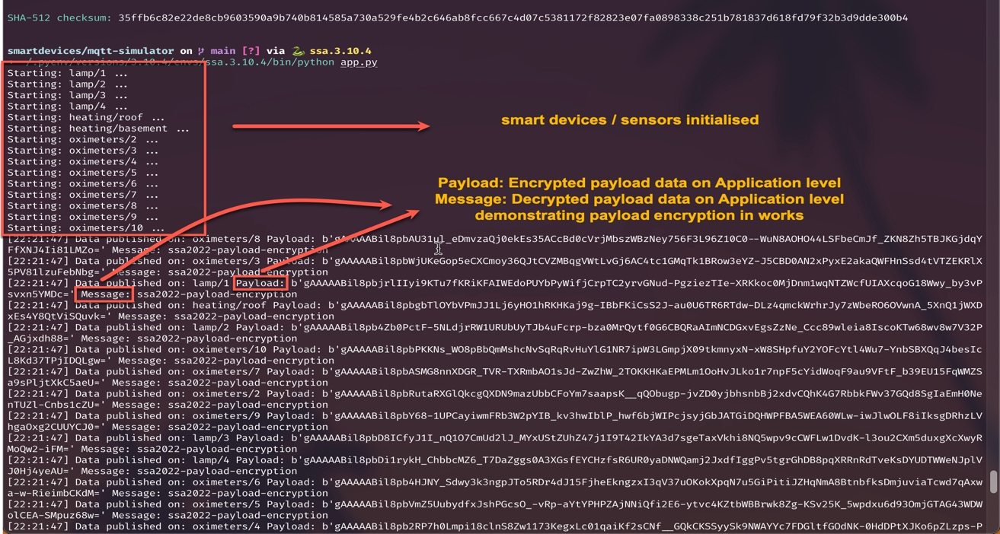 SHA-512 checksum: 35ffb6c82e22de8cb9603590a9b740b814585a730a529fe4b2c646ab8fcc667c4d07c5381172f82823e07fa0898338c251b781837d618fd79f32b3d9dde300b4
smartdevices/mqtt-simulator on main [?] via ssa.3.10.4
/.pyenv/versions/3.10.4/envs/ssa.3.10.4/bin/python app.py
Starting: lamp/1 ...
Starting: lamp/2 ...
Starting: lamp/3 ...
Starting: lamp/4 ...
Starting: heating/roof ...
smart devices / sensors initialised
Starting: heating/basement ...
Starting: oximeters/2 ...
Starting: oximeters/3 ...
Starting: oximeters/4 ...
Starting: oximeters/5 ...
Starting: oximeters/6 ...
Starting: oximeters/7 ...
Starting: oximeters/8 ...
Starting: oximeters/9 ...
Starting: oximeters/10 ...
Payload: Encrypted payload data on Application level
Message: Decrypted payload data on Application level
demonstrating payload encryption in works
[22:21:47] Data published on: oximeters/8 Payload:
FfXNJ4Ii81LMZo=' Message: ssa2022-payload-encryption
[22:21:47] Data published on: oximeters/3 Payload: b'gAAAAABil8pbWjUKeGop5eCXCmoy36QJtCVZMBqgVWtLvGj6AC4tc1GMqTk1BRow3eYZ-J5CBD0AN2xPyxE2akaQWFHnSsd4tVTZEKRlX
5PV81lzuFebNbg=' Message: ssa2022-payload-encryption
[22:21:47] Data published on: lamp/1 Payload: b'gAAAAABil8pbjrlIIyi9KTu7fKRiKFAIWEdoPUYbPyWifjCrpTC2yrvGNud-PgziezTIe-XRKkoc0MjDnm1wqNTZWcfUIAXcqoG18Wwy_by3vP
svxn5YMDc=' Message: ssa2022-payload-encryption
[22:21:47] Data published on: heating/roof Payload: b'gAAAAABil8pbgbTlOYbVPmJJ1Lj6yHO1hRKHKaj9g-IBbFKiCsS2J-au0U6TR6RTdw-DLz4qmckWrhrJy7zWbeRO6OVwnA_5XnQ1jWXD
xEs4Y8QtViSQuvk=' Message: ssa2022-payload-encryption
[22:21:47] Data published on: lamp/2 Payload: b'gAAAAABil8pb4Zb0PctF-5NLdjrRW1URUbUyTJb4uFcrp-bza0MrQytf0G6CBQRaAImNCDGxvEgsZzNe_Ccc89wleia8IscoKTw68wv8w7V32P
_AGjxdh88=' Message: ssa2022-payload-encryption
[22:21:47] Data published on: oximeters/10 Payload: b'gAAAAABil8pbPKKNs_WO8pBbQmMshcNvSqRqRvHuYlG1NR7ipW3LGmpjX09tkmnyxN-xW8SHpfuY2YOFcYtl4Wu7-YnbSBXQqJ4besIc
L8Kd37TPjIDQLgw=' Message: ssa2022-payload-encryption
[22:21:47] Data published on: oximeters/7 Payload: b'gAAAAABil8pbASMG8nnXDGR_TVR-TXRmbAO1sJd-ZwZhW_2TOKKHKaEPMLm1OoHvJLko1r7npF5cYidWoqF9au9VFtF_b39EU15FqWMZS
a9sPljtXkC5aeU=' Message: ssa2022-payload-encryption
[22:21:47] Data published on: oximeters/2 Payload: b'gAAAAABil8pbRutaRXGlQkcgQXDN9mazUbbCFoYm7saapsK__qQObugp-jvZD0yjbhsnbBj2xdvCQhK4G7RbbkFWv37GQd8SgIaEmH0Ne
nTUZl-Cnbs1cZU=' Message: ssa2022-payload-encryption
[22:21:47] Data published on: oximeters/9 Payload: b'gAAAAABil8pbY68-1UPCayiwmFRb3W2pYIB_kv3hwIblP_hwf6bjWIPcjsyjGbJATGiDQHWPFBA5WEA60WLw-iwJlwOLF8iIksgDRhzLV
hgaOxg2CUUYCJ0=' Message: ssa2022-payload-encryption
[22:21:47] Data published on: lamp/3 Payload: b'gAAAAABil8pbD8ICfyJ1I_nQ1O7CmUd2lJ_MYxUStZUhZ47j1I9T42IkYA3d7sgeTaxVkhi8NQ5wpv9cCWFLw1DvdK-l3ou2CXm5duxgXcXwyR
MoQw2-iFM=' Message: ssa2022-payload-encryption
[22:21:47] Data published on: lamp/4 Payload: b'gAAAAABil8pbDi1rykH_ChbbcMZ6_T7DaZggs0A3XGsfEYCHzfsR6UR0yaDNWQamj2JxdfIggPv5tgrGhDB8pqXRRnRdTveKsDYUDTWWeNJplV
J0Hj4yeAU=' Message: ssa2022-payload-encryption
[22:21:47] Data published on: oximeters/6 Payload: b'gAAAAABil8pb4HJNY_Sdwy3k3ngpJTo5RDr4dJ15FjheEkngzxI3qV37uOKokXpqN7u5GiPitiJZHqNmA8BtnbfksDmjuviaTcwd7qAxw
a-w-RieimbCKdM=' Message: ssa2022-payload-encryption
[22:21:47] Data published on: oximeters/5 Payload: b'gAAAAABil8pbVmZ5UubydfxJshPGcsO_-vRp-aYtYPHPZAjNNiQfi2E6-ytvc4KZtbWBBrwk8Zg-KSv25K_5wpdxu6d93OmjGTAG43WDW
olCEA-SMpuz68w=' Message: ssa2022-payload-encryption
[22:21:47] Data published on: oximeters/4 Payload: b'gAAAAABil8pb2RP7h0Lmpi18clnS8Zw1173KegxLc01qaiKf2sCNf__GQkCKSSyySk9NWAYYc7FDGltfGOdNK-0HdDPtXJKo6pZLzps-P